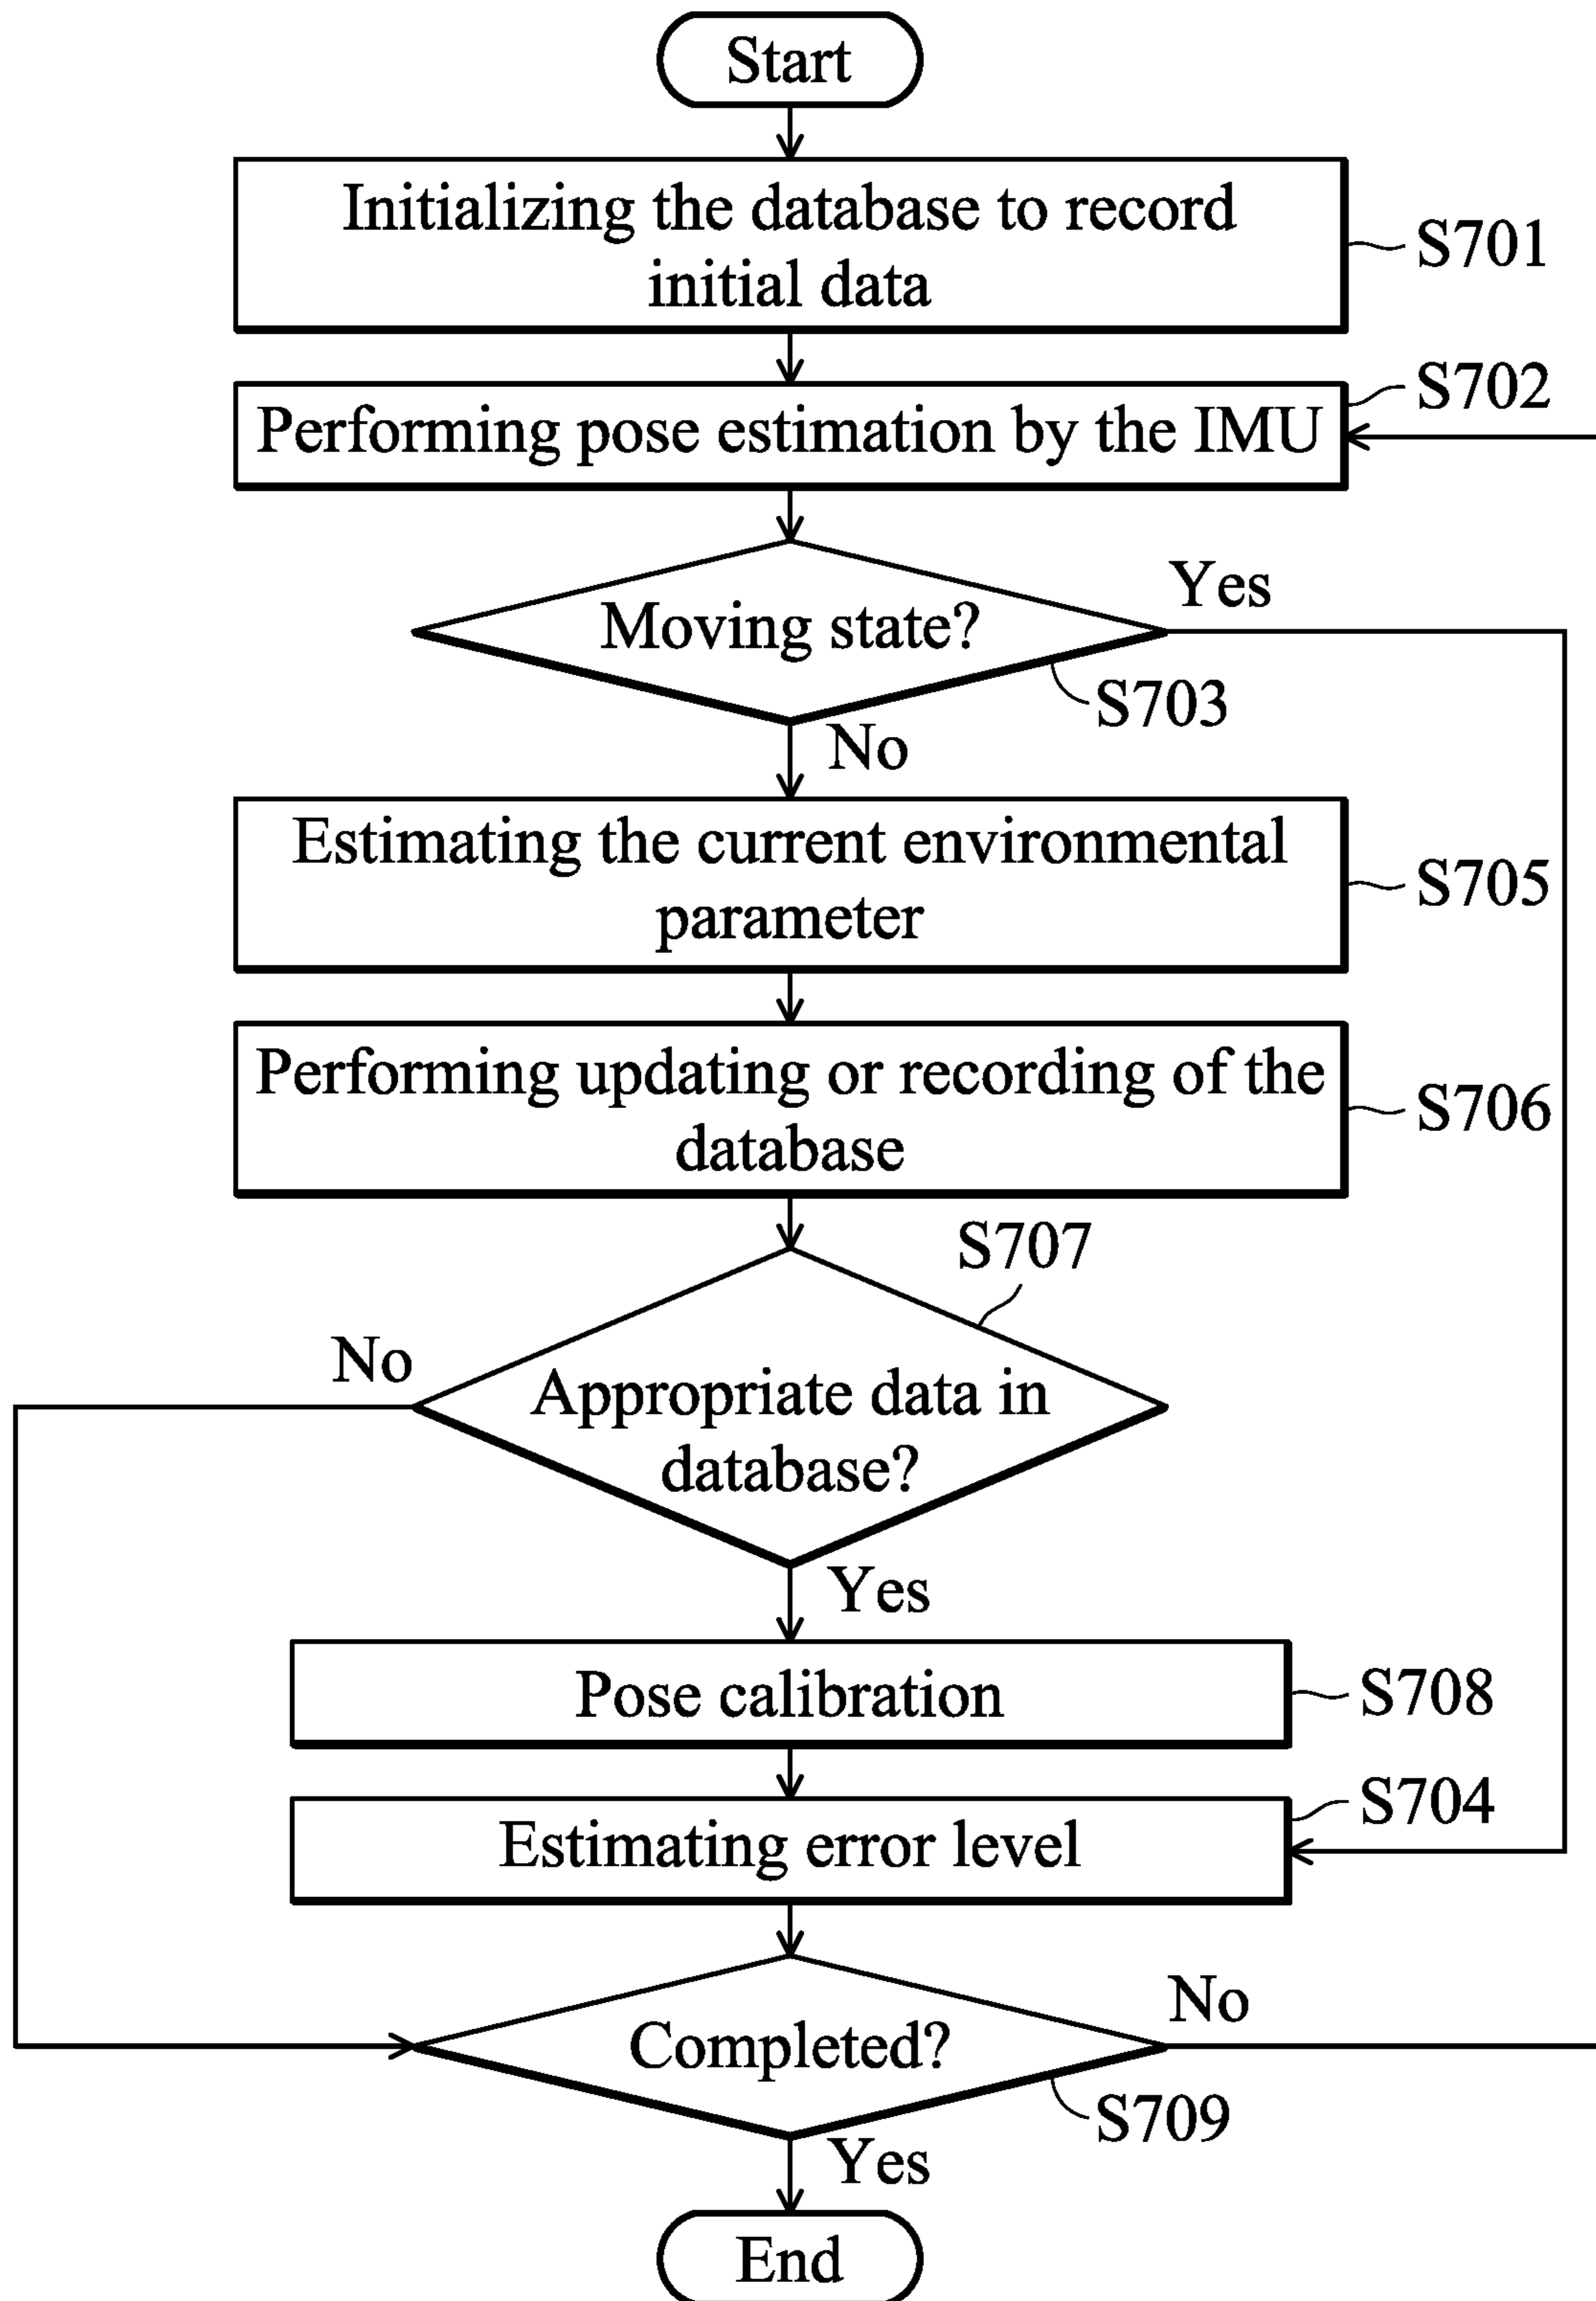 Start
Initializing the database to record
initial data
S701
S702
Performing pose estimation by the IMU
Yes
Moving state?
S703
No
Estimating the current environmental
parameter
S705
Performing updating or recording of the
database
S706
S707
No
Appropriate data in
database?
Yes
Pose calibration
S708
S704
Estimating error level
No
Completed?
S709
Yes
End